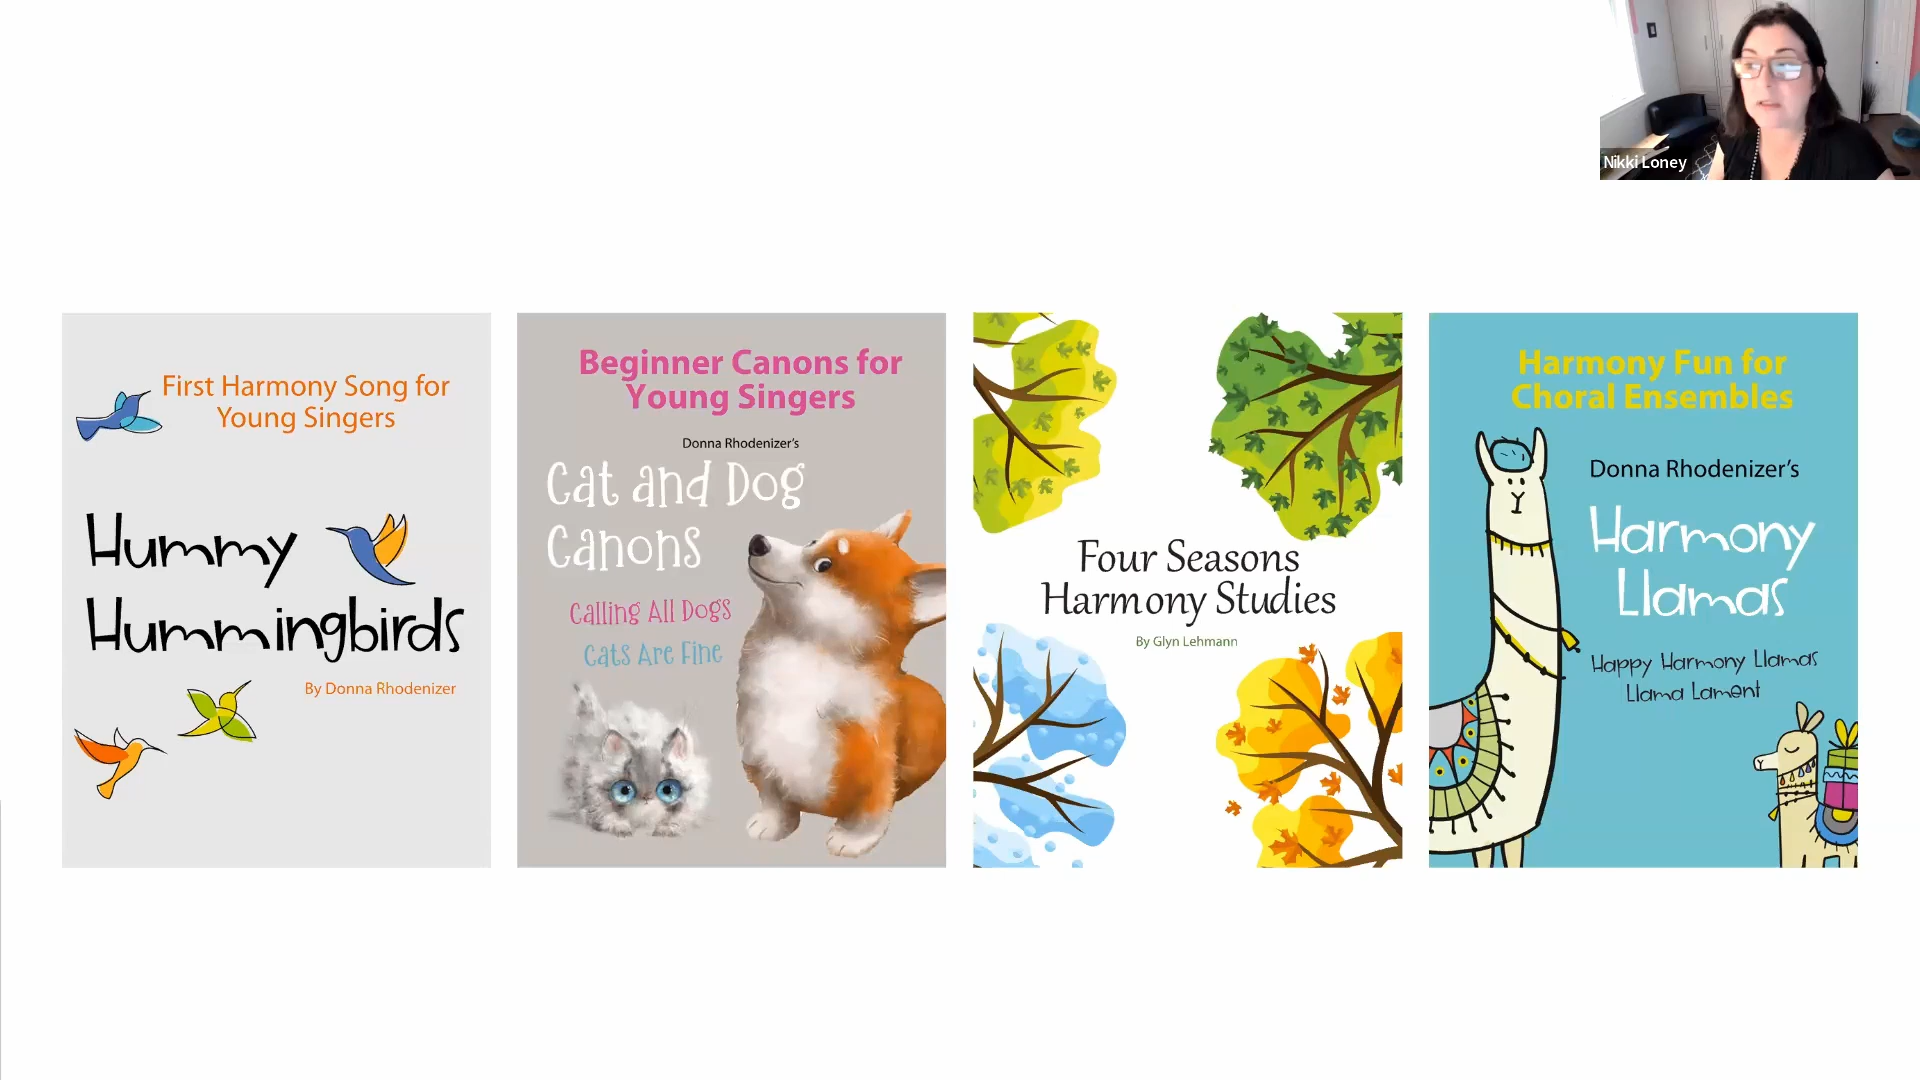 Nikki Loney
First Harmony Song for
Young Singers
Hummy
Hummingbirds
By Donna Rhodenizer
Beginner Canons for
Young Singers
Donna Rhodenizer's
Cat and Dog
Canons
Calling All Dogs
Cats Are Fine
Four Seasons
Harmony Studies
By Glyn Lehmann
Harmony Fun for
Choral Ensembles
Donna Rhodenizer's
Harmony
Llamas
Happy Harmony Llamas
Llama Lament